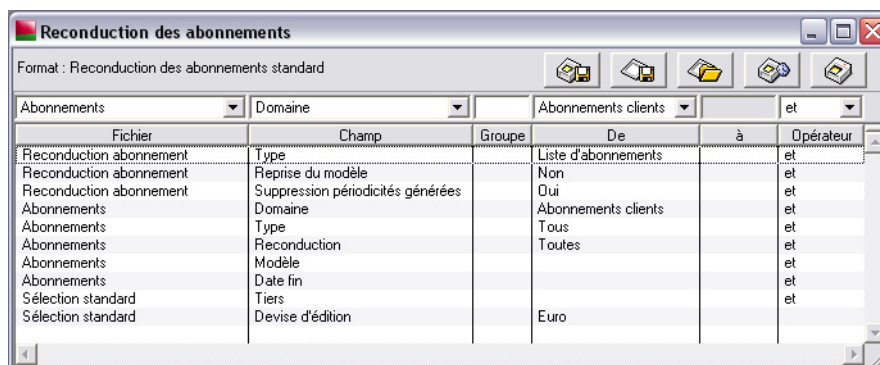 Reconduction des abonnements
Format : Reconduction des abonnements standard
Abonnements Domaine Abonnements clients et
Fichier Champ Groupe De à Opérateur
Reconduction abonnement Type Liste d'abonnements et
Reconduction abonnement Reprise du modèle Non et
Reconduction abonnement Suppression périodicités générées Oui et
Abonnements Domaine Abonnements clients et
Abonnements Type Tous et
Abonnements Reconduction Toutes et
Abonnements Modèle et
Abonnements Date fin et
Sélection standard Tiers et
Sélection standard Devise d'édition Euro